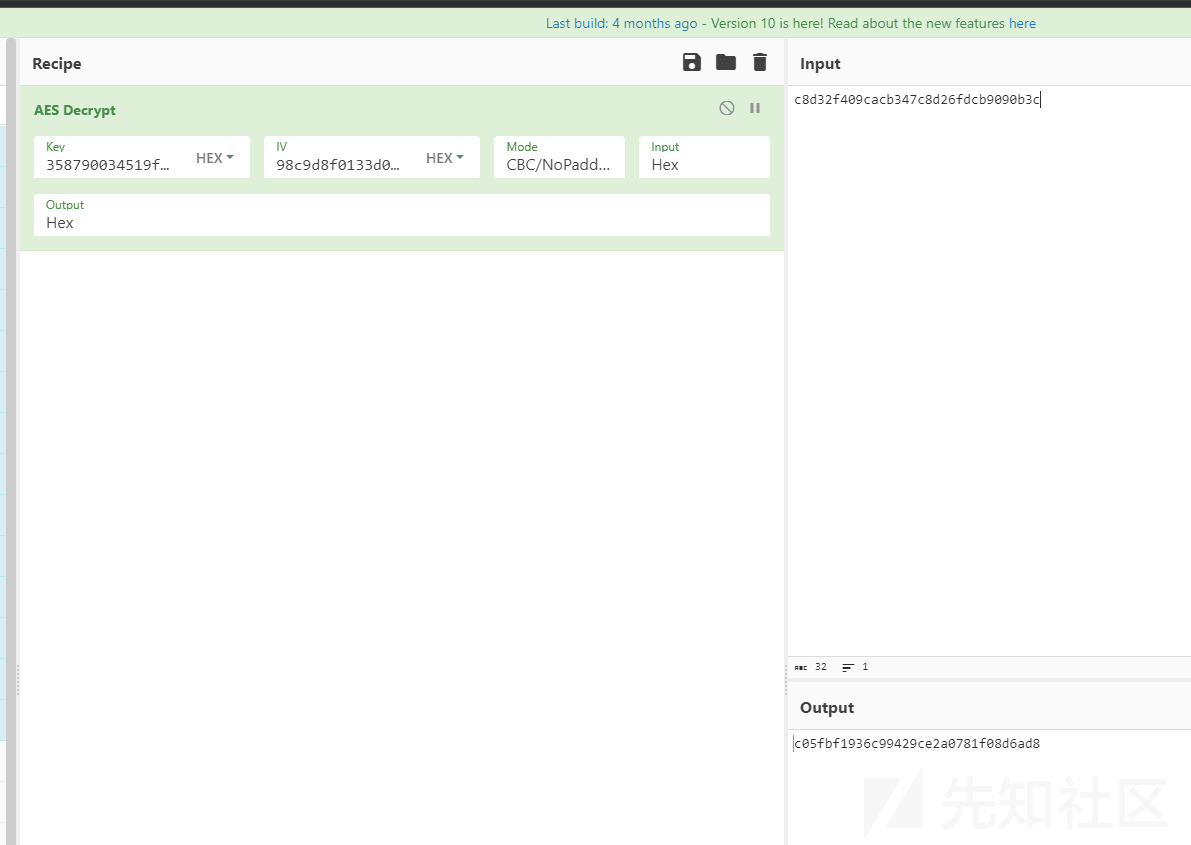 Last build: 4 months ago - Version 10 is here! Read about the new features here
Recipe
AES Decrypt
Key
358790034519f...
HEX
IV
98c9d8f0133d0...
HEX
Mode
CBC/NoPadd...
Input
Hex
Output
Hex
Input
c8d32f409cacb347c8d26fdcb9090b3c
ABC 32 1
Output
c05fbf1936c99429ce2a0781f08d6ad8
先知社区